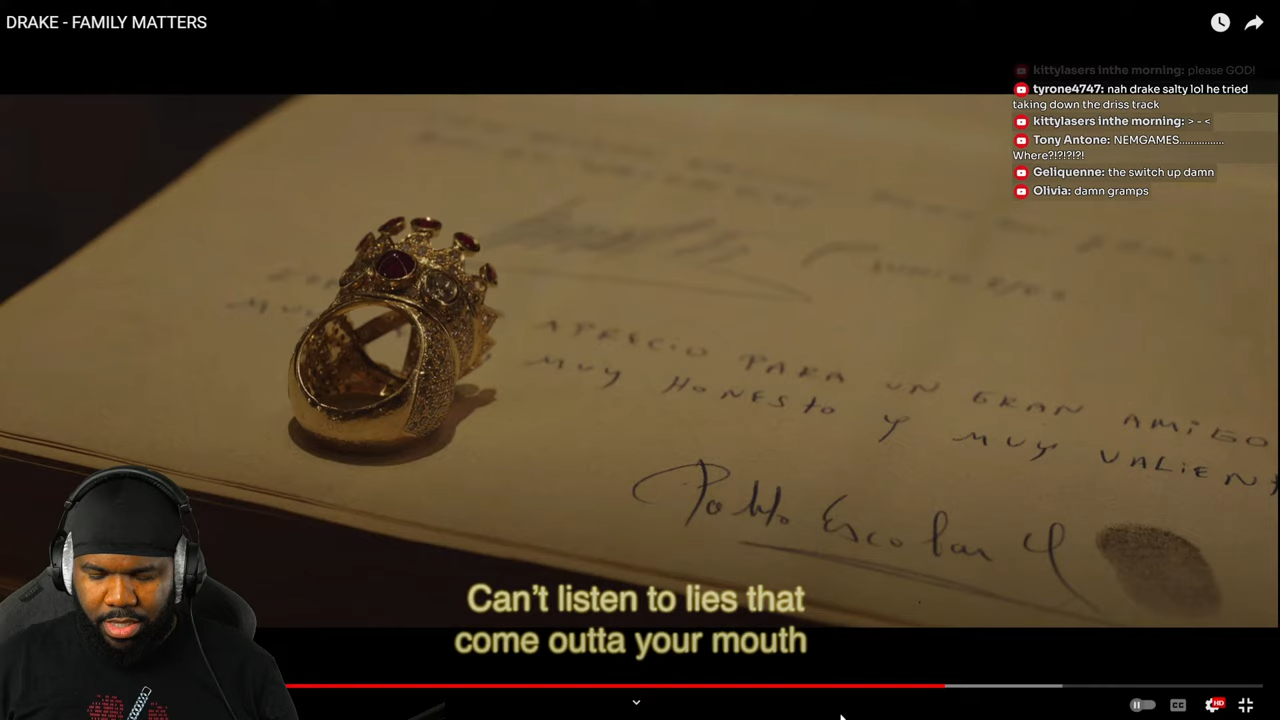 DRAKE - FAMILY MATTERS
kittylasers inthe morning: please GOD!
tyrone4747: nah drake salty lol he tried
taking down the driss track
kittylasers inthe morning: > - <
Tony Antone: NEMGAMES................
Where?!?!?!?!
Geliquenne: the switch up damn
Olivia: damn gramps
APRECIO PARA UN GRAN AMIGO
MUY HONESTO Y MUY VALIENT
Pablo Escobar
Can't listen to lies that
come outta your mouth
CC
HD